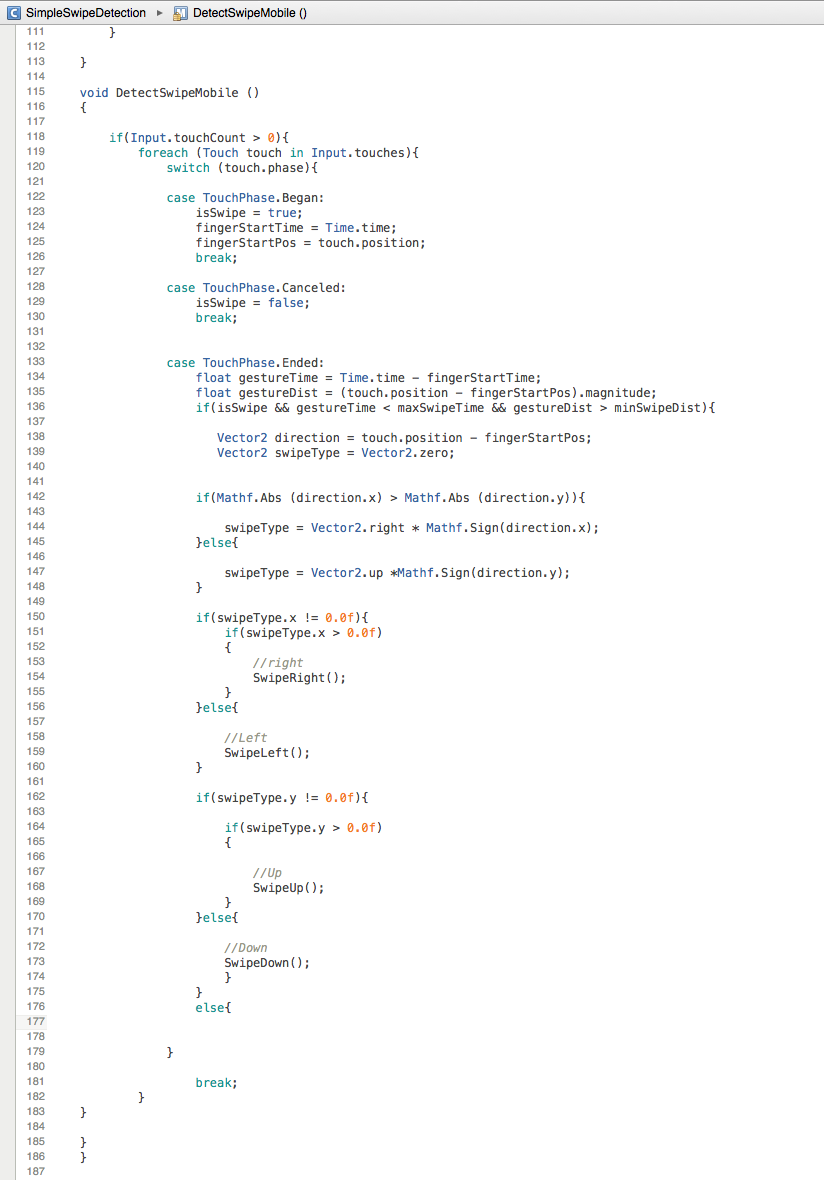 SimpleSwipeDetection ▸ DetectSwipeMobile ()
111 }
112
113 }
114
115 void DetectSwipeMobile ()
116 {
117
118 if(Input.touchCount > 0){
119 foreach (Touch touch in Input.touches){
120 switch (touch.phase){
121
122 case TouchPhase.Began:
123 isSwipe = true;
124 fingerStartTime = Time.time;
125 fingerStartPos = touch.position;
126 break;
127
128 case TouchPhase.Canceled:
129 isSwipe = false;
130 break;
131
132
133 case TouchPhase.Ended:
134 float gestureTime = Time.time - fingerStartTime;
135 float gestureDist = (touch.position - fingerStartPos).magnitude;
136 if(isSwipe && gestureTime < maxSwipeTime && gestureDist > minSwipeDist){
137
138 Vector2 direction = touch.position - fingerStartPos;
139 Vector2 swipeType = Vector2.zero;
140
141
142 if(Mathf.Abs (direction.x) > Mathf.Abs (direction.y)){
143
144 swipeType = Vector2.right * Mathf.Sign(direction.x);
145 }else{
146
147 swipeType = Vector2.up *Mathf.Sign(direction.y);
148 }
149
150 if(swipeType.x != 0.0f){
151 if(swipeType.x > 0.0f)
152 {
153 //right
154 SwipeRight();
155 }
156 }else{
157
158 //Left
159 SwipeLeft();
160 }
161
162 if(swipeType.y != 0.0f){
163
164 if(swipeType.y > 0.0f)
165 {
166
167 //Up
168 SwipeUp();
169 }
170 }else{
171
172 //Down
173 SwipeDown();
174 }
175 }
176 else{
177
178
179 }
180
181 break;
182 }
183 }
184
185 }
186 }
187